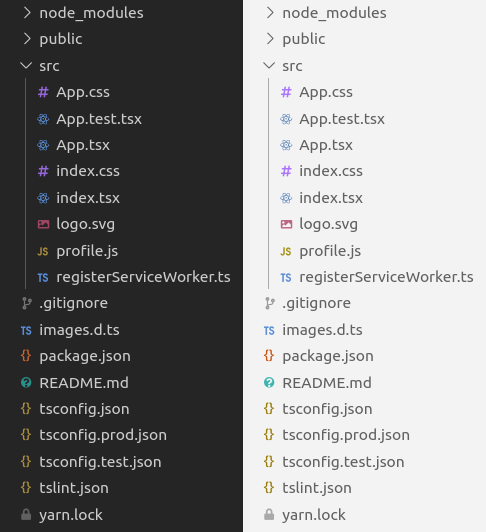 node_modules
public
src
# App.css
App.test.tsx
App.tsx
# index.css
index.tsx
logo.svg
JS profile.js
TS registerServiceWorker.ts
.gitignore
TS images.d.ts
{} package.json
README.md
{} tsconfig.json
{} tsconfig.prod.json
{} tsconfig.test.json
{} tslint.json
yarn.lock
node_modules
public
src
# App.css
App.test.tsx
App.tsx
# index.css
index.tsx
logo.svg
JS profile.js
TS registerServiceWorker.ts
.gitignore
TS images.d.ts
{} package.json
README.md
{} tsconfig.json
{} tsconfig.prod.json
{} tsconfig.test.json
{} tslint.json
yarn.lock